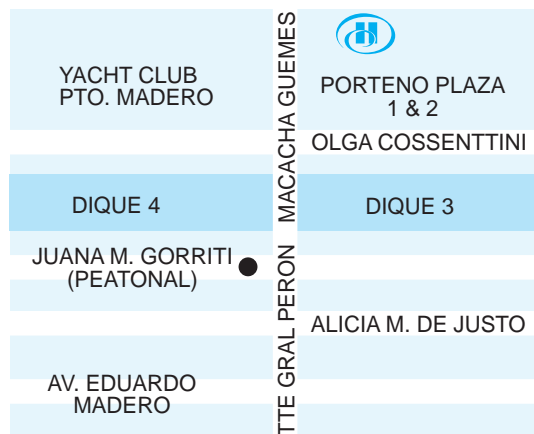 YACHT CLUB
PTO. MADERO
MACACHA GUEMES
H
PORTENO PLAZA
1 & 2
OLGA COSSENTTINI
DIQUE 4
DIQUE 3
JUANA M. GORRITI
(PEATONAL)
TTE GRAL PERON
ALICIA M. DE JUSTO
AV. EDUARDO
MADERO